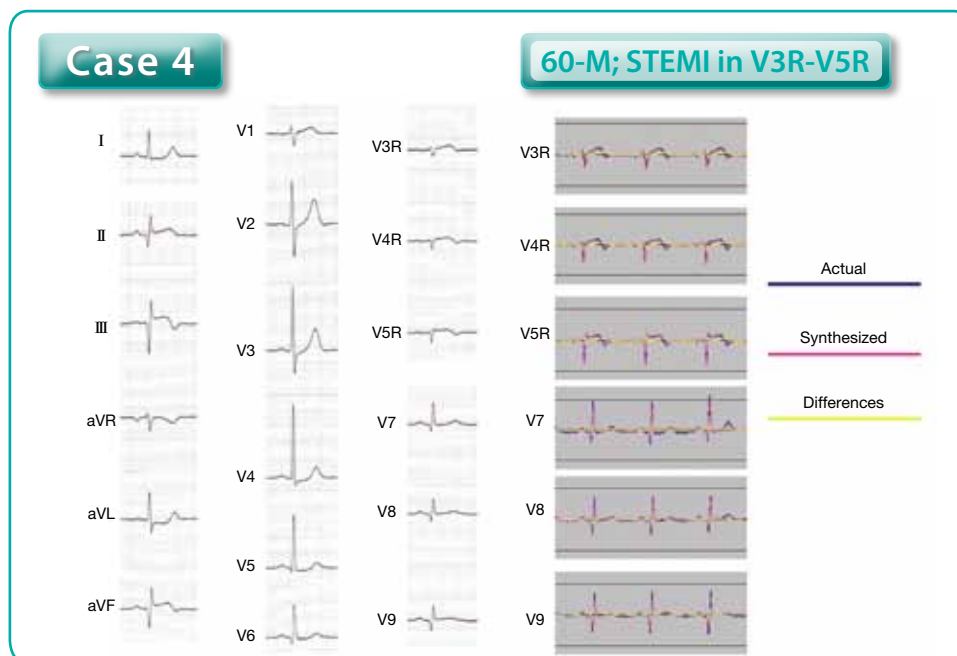 Case 4
60-M; STEMI in V3R-V5R
I
II
III
aVR
aVL
aVF
V1
V2
V3
V4
V5
V6
V3R
V4R
V5R
V7
V8
V9
V3R
V4R
V5R
V7
V8
V9
Actual
Synthesized
Differences